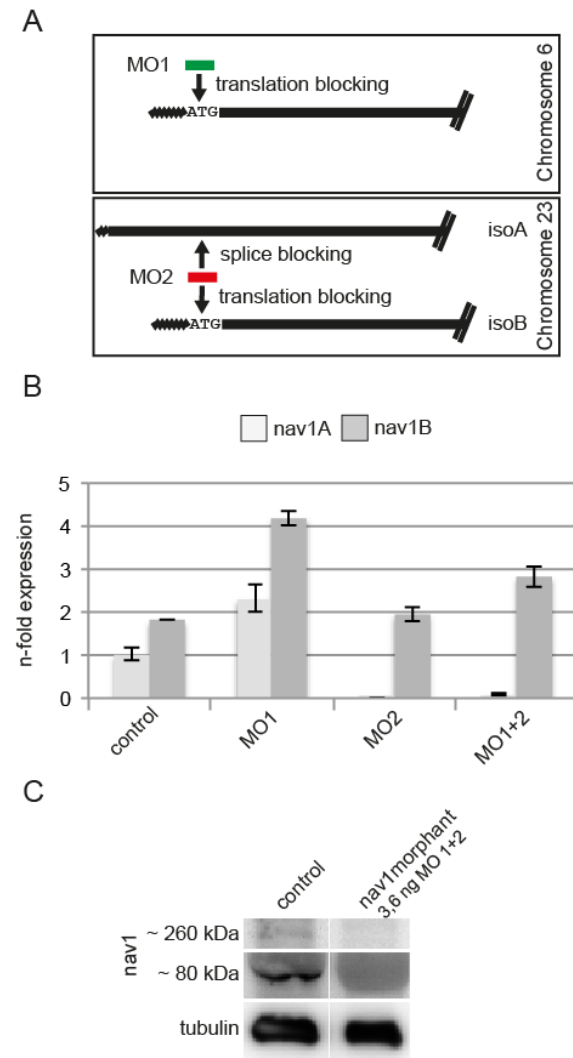 A
MO1
translation blocking
ATG
Chromosome 6
isoA
splice blocking
MO2
translation blocking
ATG
isoB
Chromosome 23
B
nav1A nav1B
n-fold expression
5
4
3
2
1
0
control MO1 MO2 MO1+2
C
control
nav1morphant
3,6 ng MO 1+2
nav1
~ 260 kDa
~ 80 kDa
tubulin